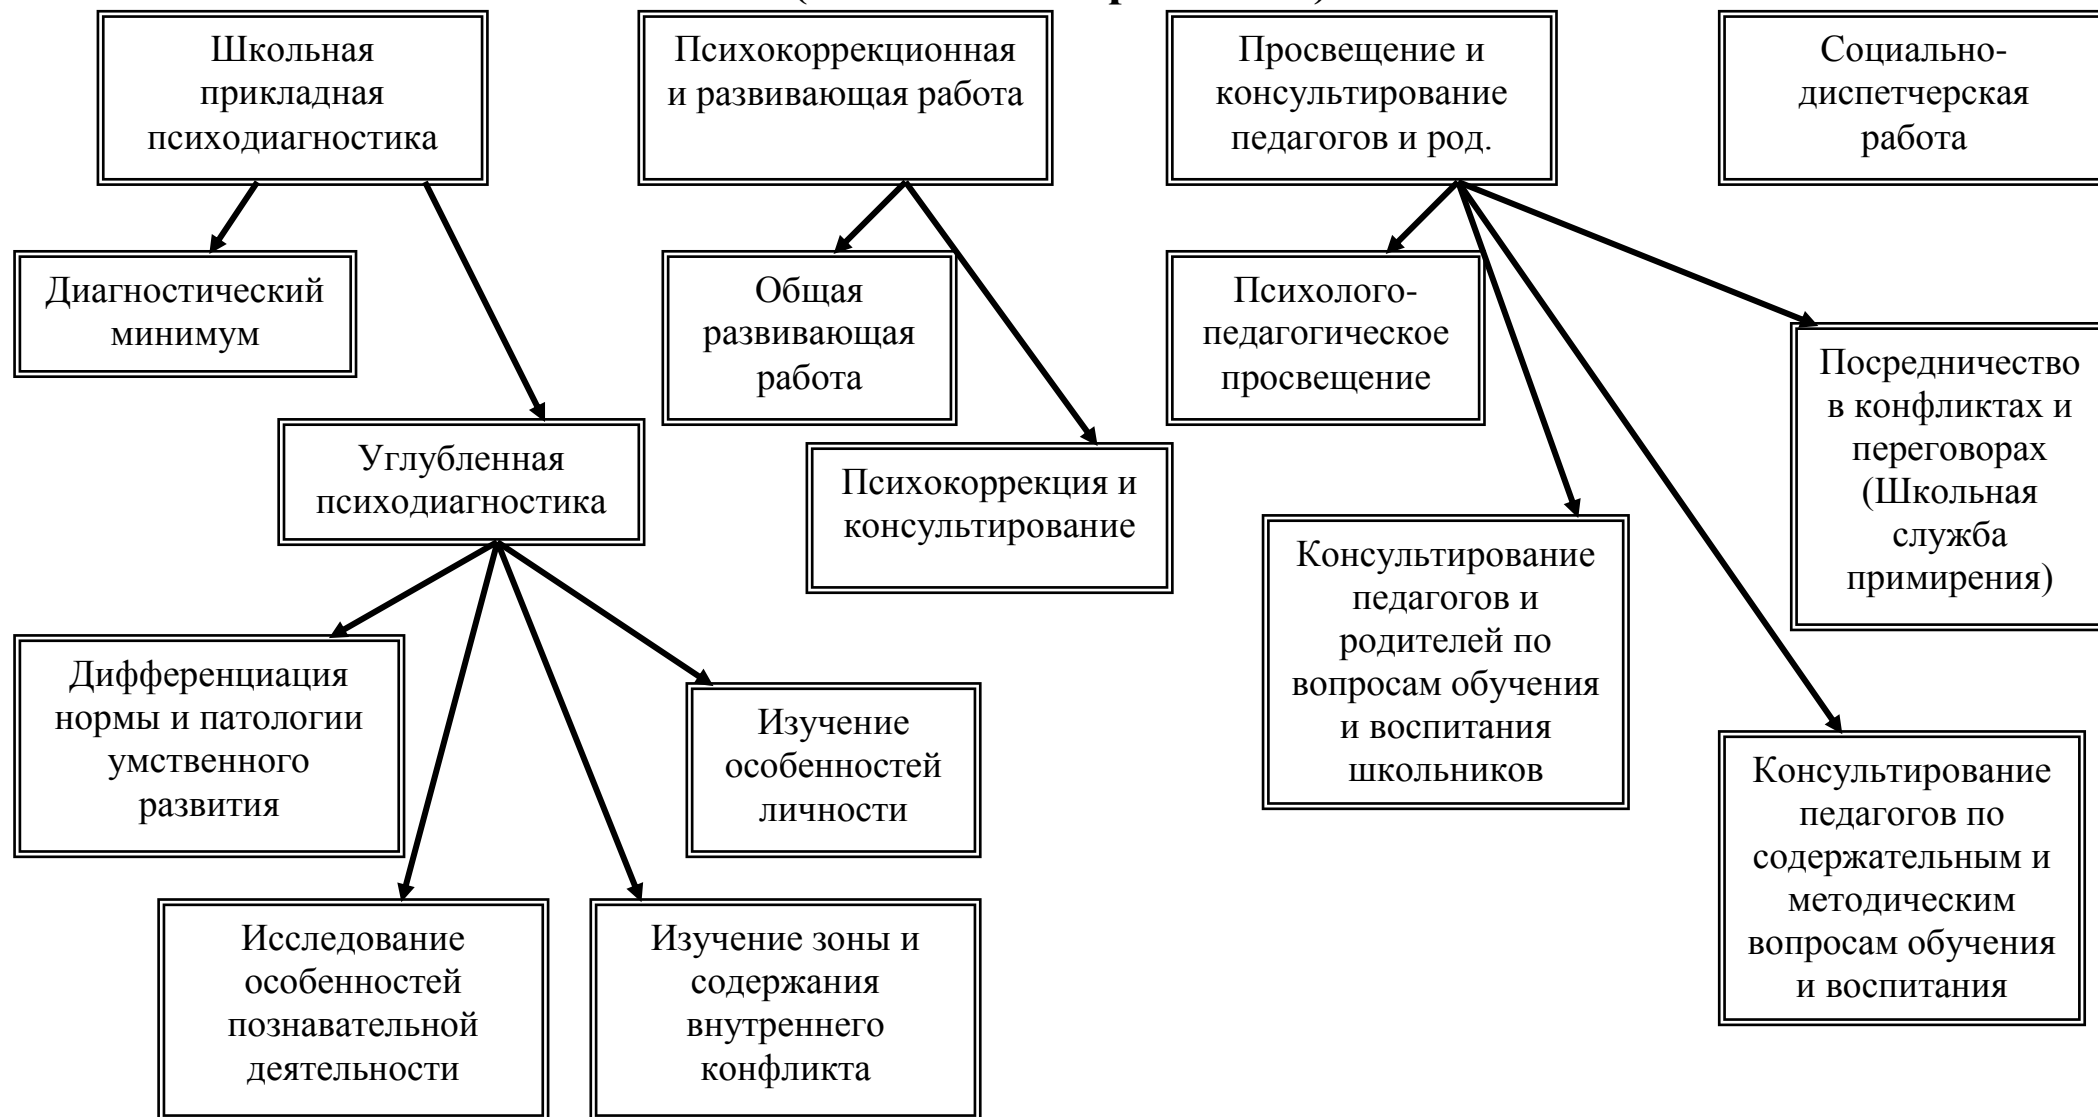 Школьная
прикладная
психодиагностика
Психокоррекционная
и развивающая работа
Просвещение и
консультирование
педагогов и род.
Социально-
диспетчерская
работа
Диагностический
минимум
Общая
развивающая
работа
Психолого-
педагогическое
просвещение
Посредничество
в конфликтах и
переговорах
(Школьная
служба
примирения)
Углубленная
психодиагностика
Психокоррекция и
консультирование
Консультирование
педагогов и
родителей по
вопросам обучения
и воспитания
школьников
Дифференциация
нормы и патологии
умственного
развития
Изучение
особенностей
личности
Консультирование
педагогов по
содержательным и
методическим
вопросам обучения
и воспитания
Исследование
особенностей
познавательной
деятельности
Изучение зоны и
содержания
внутреннего
конфликта